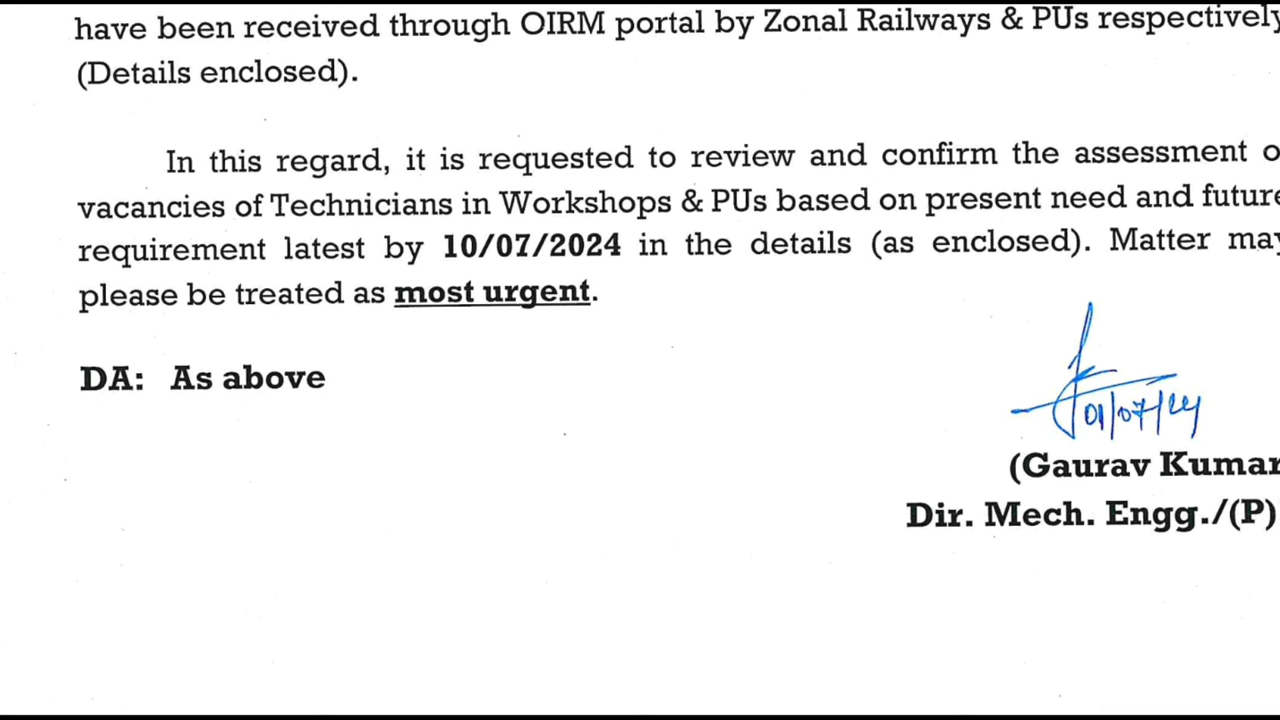 have been received through OIRM portal by Zonal Railways & PUs respectively
(Details enclosed).
In this regard, it is requested to review and confirm the assessment o
vacancies of Technicians in Workshops & PUs based on present need and future
requirement latest by 10/07/2024 in the details (as enclosed). Matter may
please be treated as most urgent.
DA: As above
01/07/24
(Gaurav Kumar
Dir. Mech. Engg./(P)